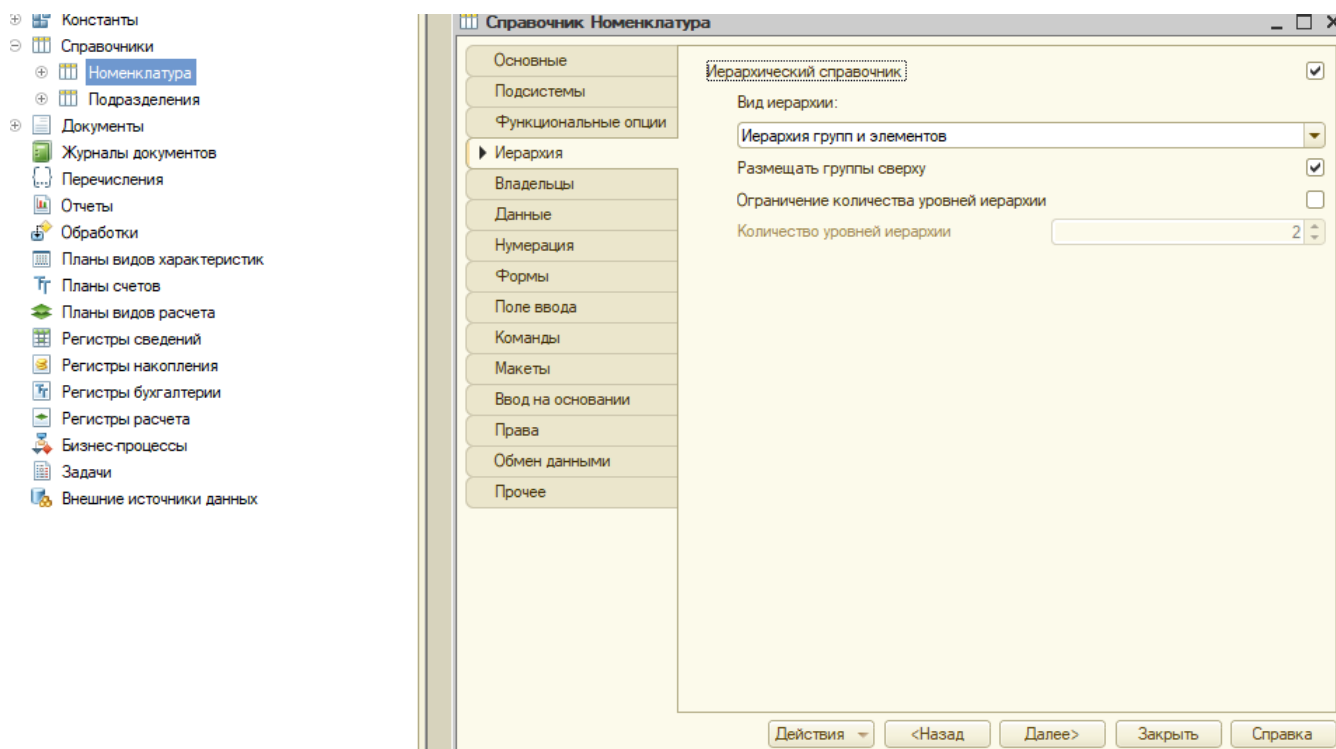 Константы
Справочники
Номенклатура
Подразделения
Документы
Журналы документов
Перечисления
Отчеты
Обработки
Планы видов характеристик
Планы счетов
Планы видов расчета
Регистры сведений
Регистры накопления
Регистры бухгалтерии
Регистры расчета
Бизнес-процессы
Задачи
Внешние источники данных
Справочник Номенклатура
Основные
Подсистемы
Функциональные опции
Иерархия
Владельцы
Данные
Нумерация
Формы
Поле ввода
Команды
Макеты
Ввод на основании
Права
Обмен данными
Прочее
Иерархический справочник
Вид иерархии:
Иерархия групп и элементов
Размещать группы сверху
Ограничение количества уровней иерархии
Количество уровней иерархии 2
Действия <Назад Далее> Закрыть Справка